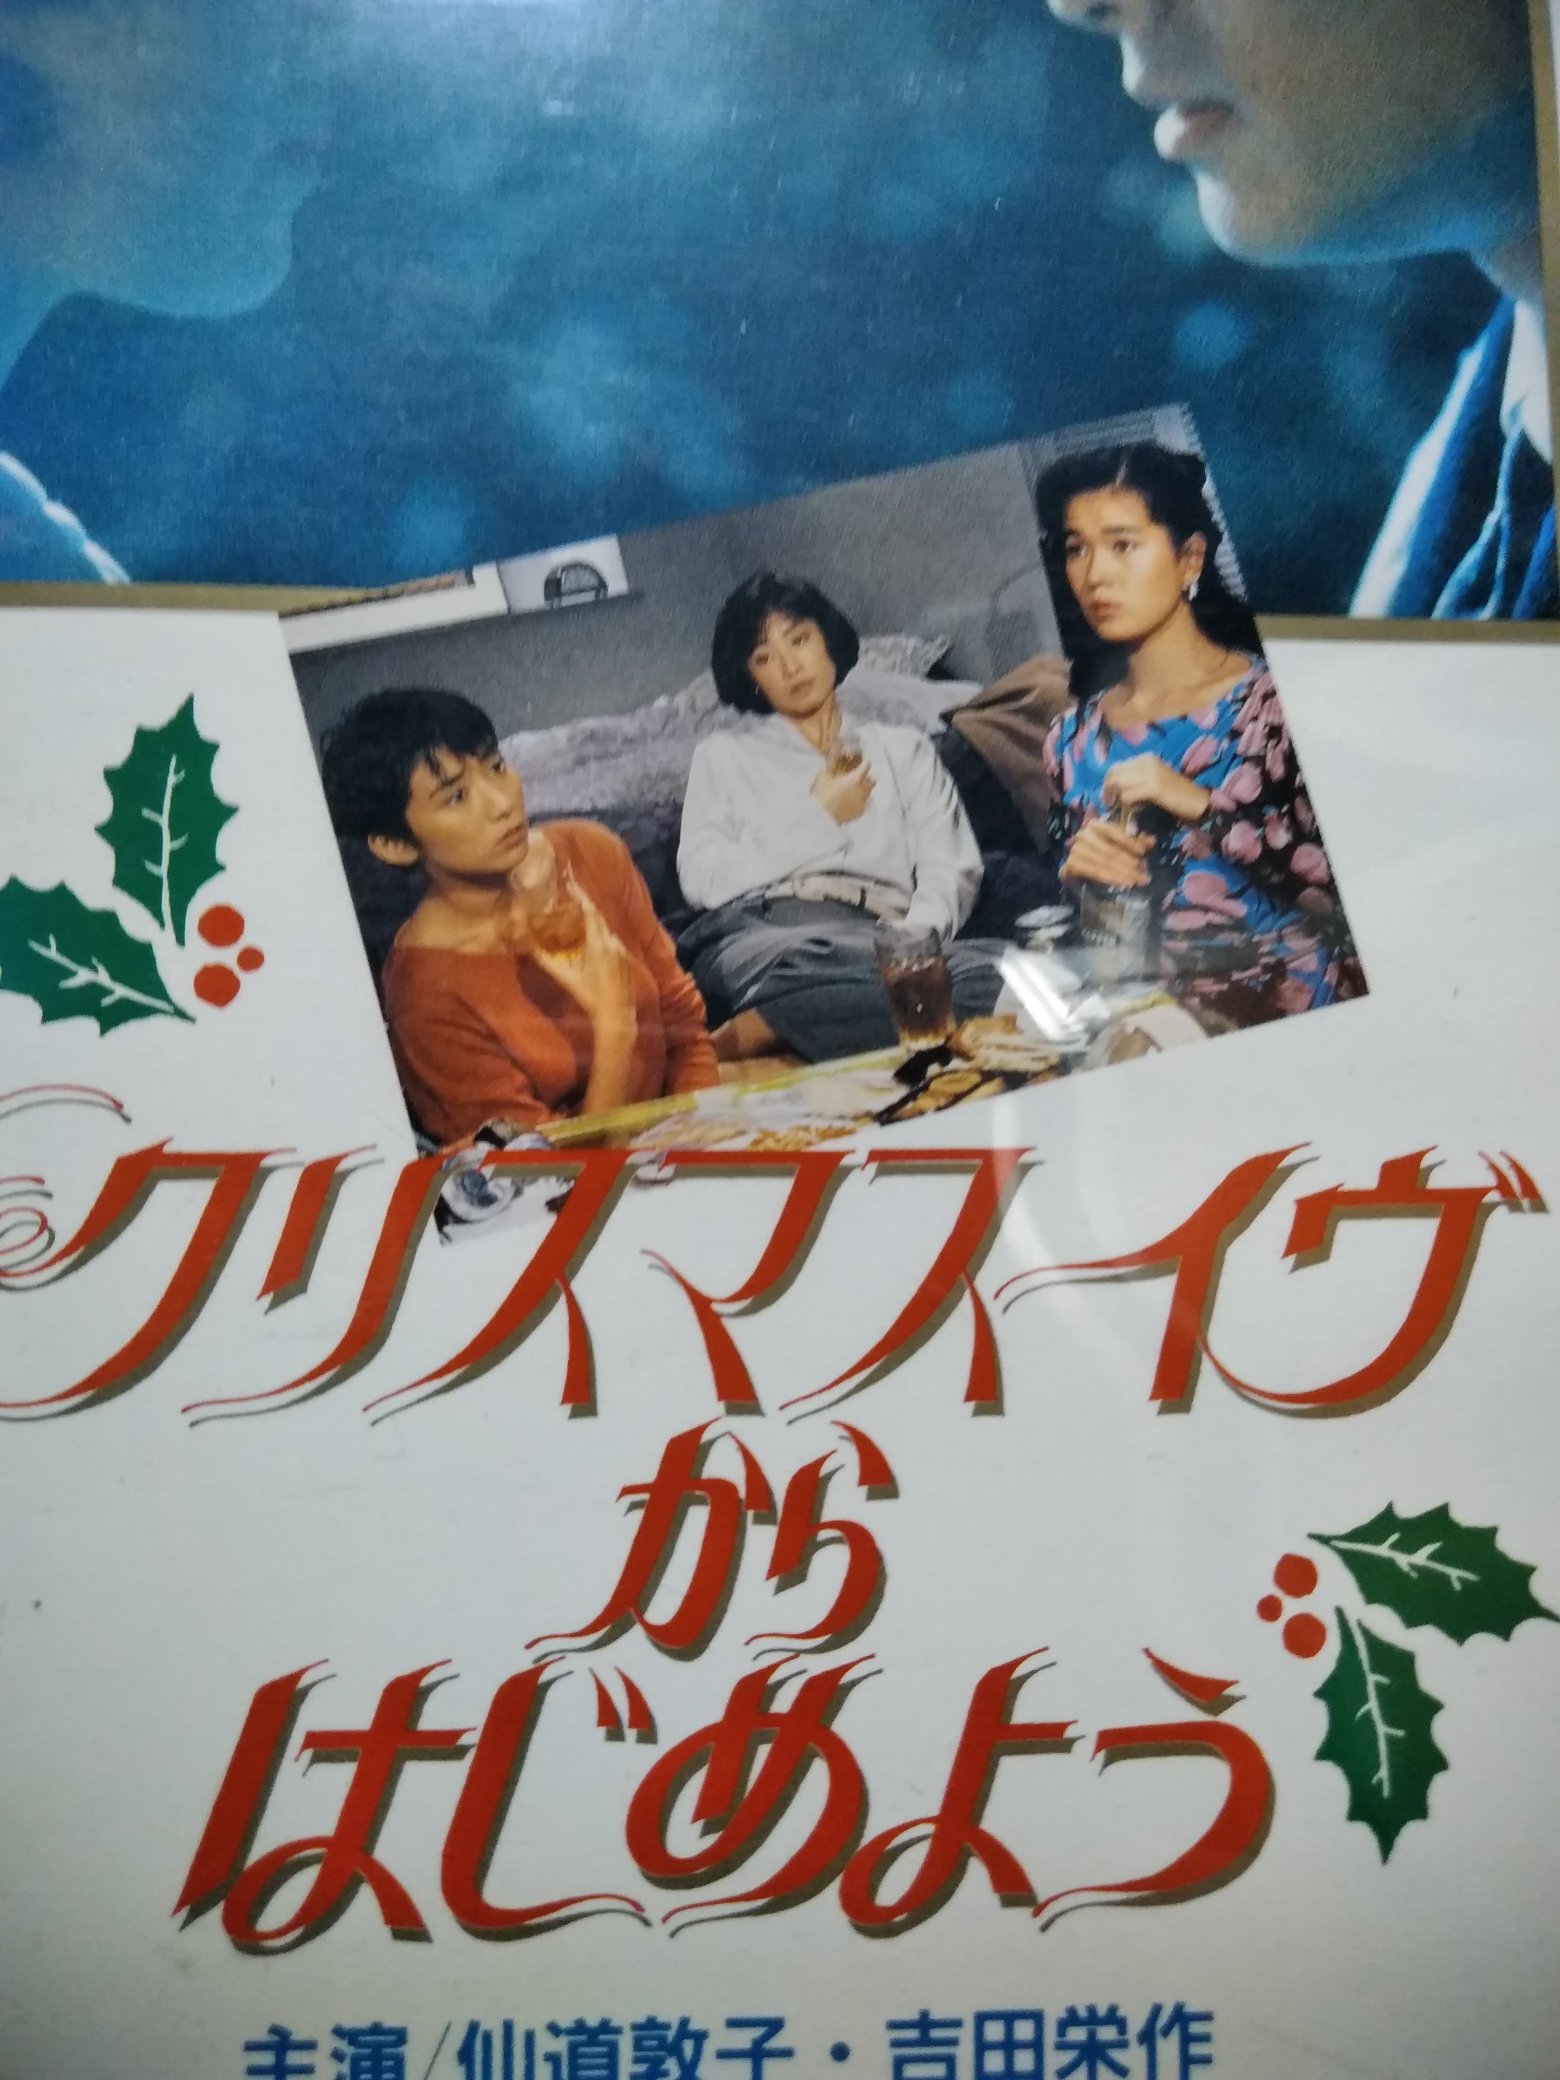 クリスマスイヴ
から
はじめよう
主演/仙道敦子・吉田栄作